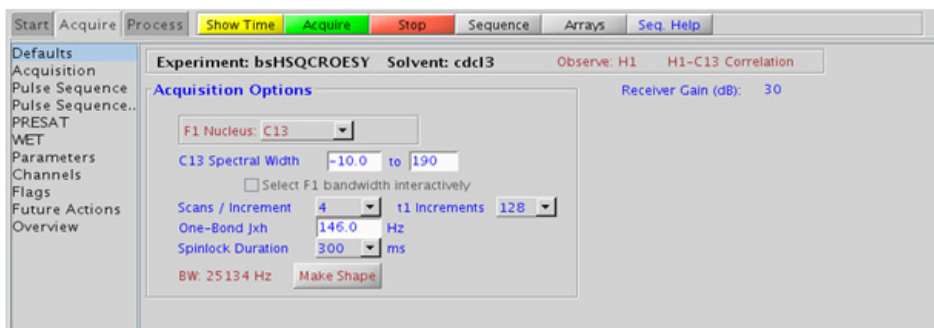 Start Acquire Process Show Time Acquire Stop Sequence Arrays Seq. Help
Defaults
Acquisition
Pulse Sequence
Pulse Sequence..
PRESAT
WET
Parameters
Channels
Flags
Future Actions
Overview
Experiment: bsHSQCROESY Solvent: cdcl3 Observe: H1 H1-C13 Correlation
Acquisition Options Receiver Gain (dB): 30
F1 Nucleus: C13
C13 Spectral Width -10.0 to 190
Select F1 bandwidth interactively
Scans / Increment 4 t1 Increments 128
One-Bond Jxh 146.0 Hz
Spinlock Duration 300 ms
BW: 25134 Hz Make Shape